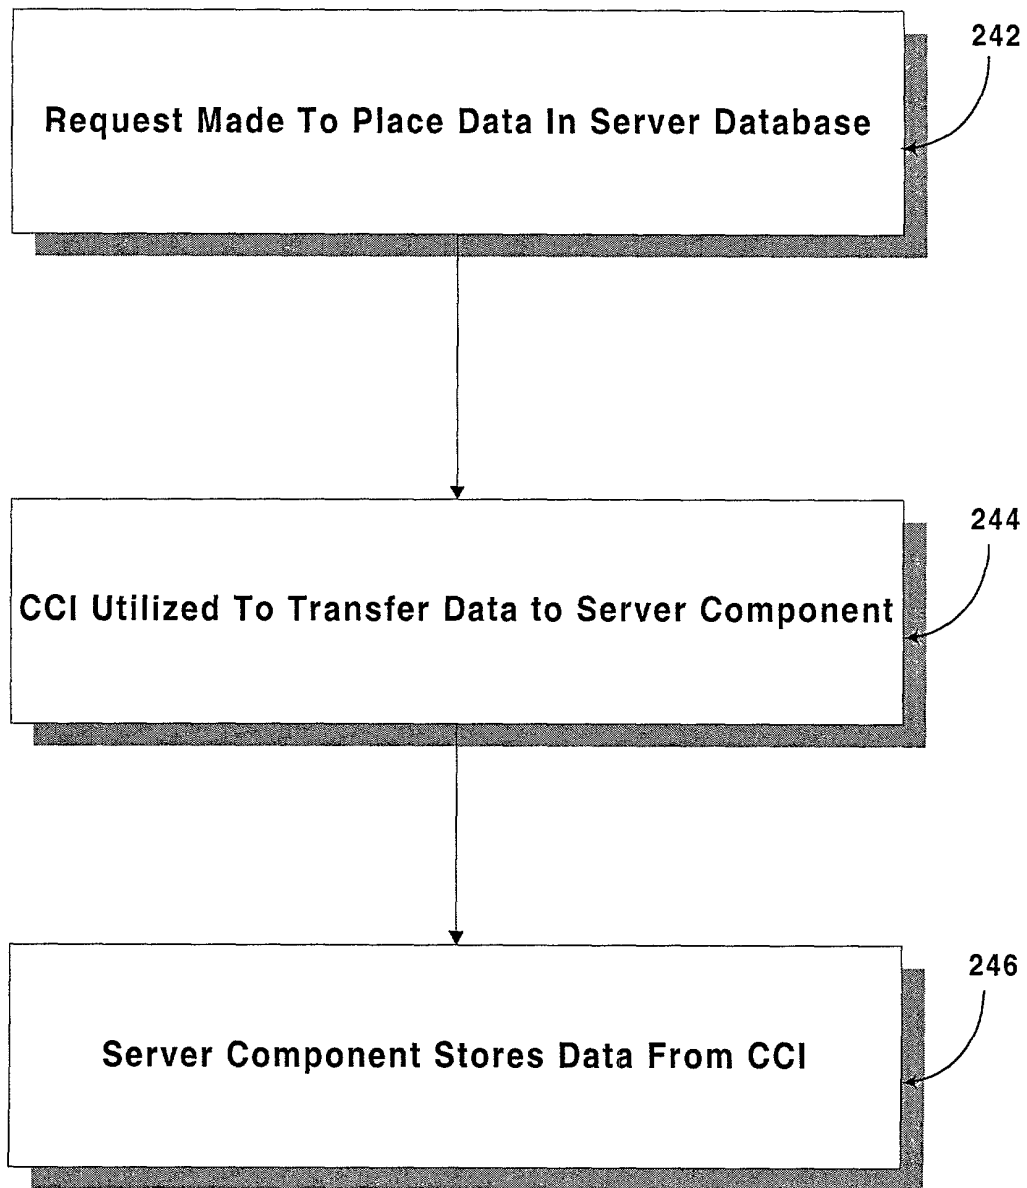 242
Request Made To Place Data In Server Database
244
CCI Utilized To Transfer Data to Server Component
246
Server Component Stores Data From CCI